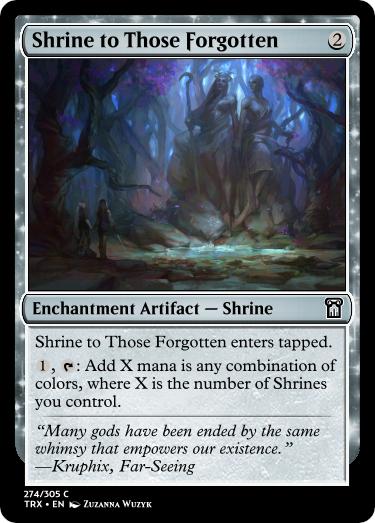 Shrine to Those Forgotten 2
Enchantment Artifact — Shrine
Shrine to Those Forgotten enters tapped.
1, : Add X mana is any combination of
colors, where X is the number of Shrines
you control.
“Many gods have been ended by the same
whimsy that empowers our existence.”
—Kruphix, Far-Seeing
274/305 C
TRX • EN Zuzanna Wuzyk